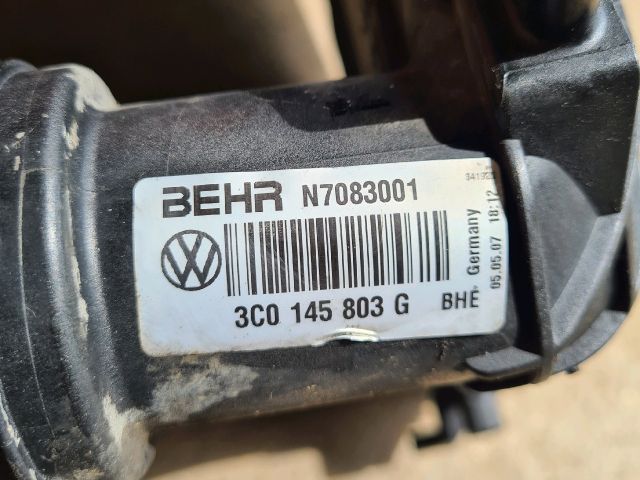 BEHR N7083001
3C0 145 803 G
BHE
Germany
05.05.07 18:12